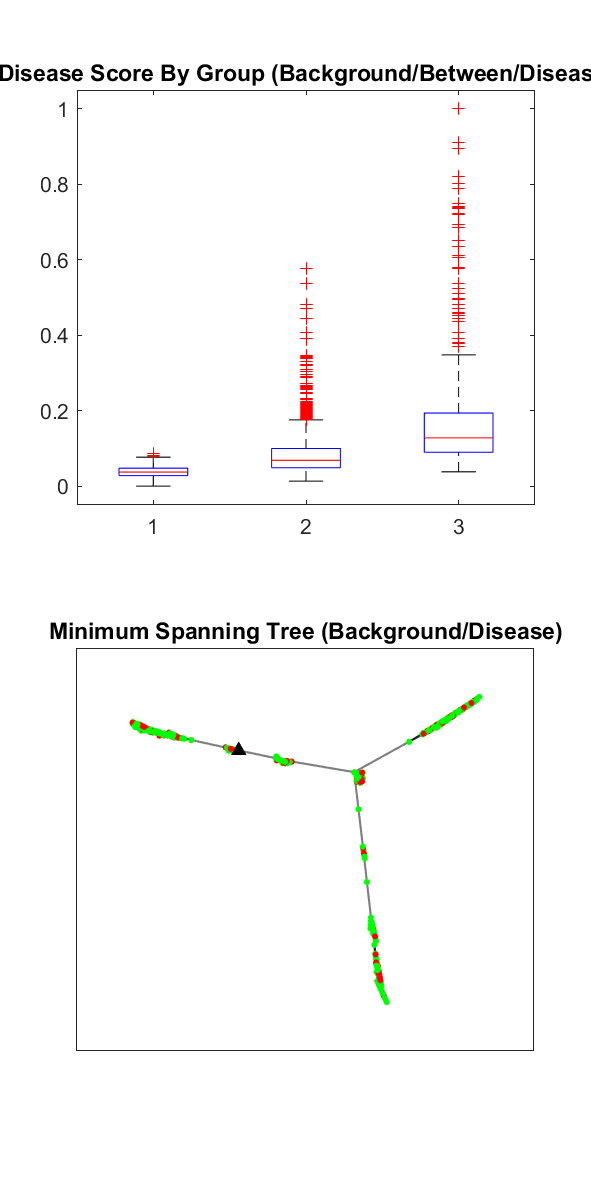 Disease Score By Group (Background/Between/Diseas
1
0.8
0.6
0.4
0.2
0
1 2 3
Minimum Spanning Tree (Background/Disease)